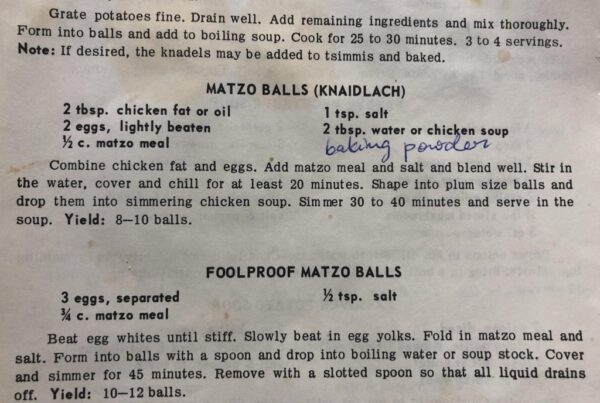 Grate potatoes fine. Drain well. Add remaining ingredients and mix thoroughly.
Form into balls and add to boiling soup. Cook for 25 to 30 minutes. 3 to 4 servings.
Note: If desired, the knadels may be added to tsimmis and baked.
MATZO BALLS (KNAIDLACH)
2 tbsp. chicken fat or oil
2 eggs, lightly beaten
½ c. matzo meal
1 tsp. salt
2 tbsp. water or chicken soup
baking powder
Combine chicken fat and eggs. Add matzo meal and salt and blend well. Stir in
the water, cover and chill for at least 20 minutes. Shape into plum size balls and
drop them into simmering chicken soup. Simmer 30 to 40 minutes and serve in the
soup. Yield: 8–10 balls.
FOOLPROOF MATZO BALLS
3 eggs, separated
¾ c. matzo meal
½ tsp. salt
Beat egg whites until stiff. Slowly beat in egg yolks. Fold in matzo meal and
salt. Form into balls with a spoon and drop into boiling water or soup stock. Cover
and simmer for 45 minutes. Remove with a slotted spoon so that all liquid drains
off. Yield: 10–12 balls.